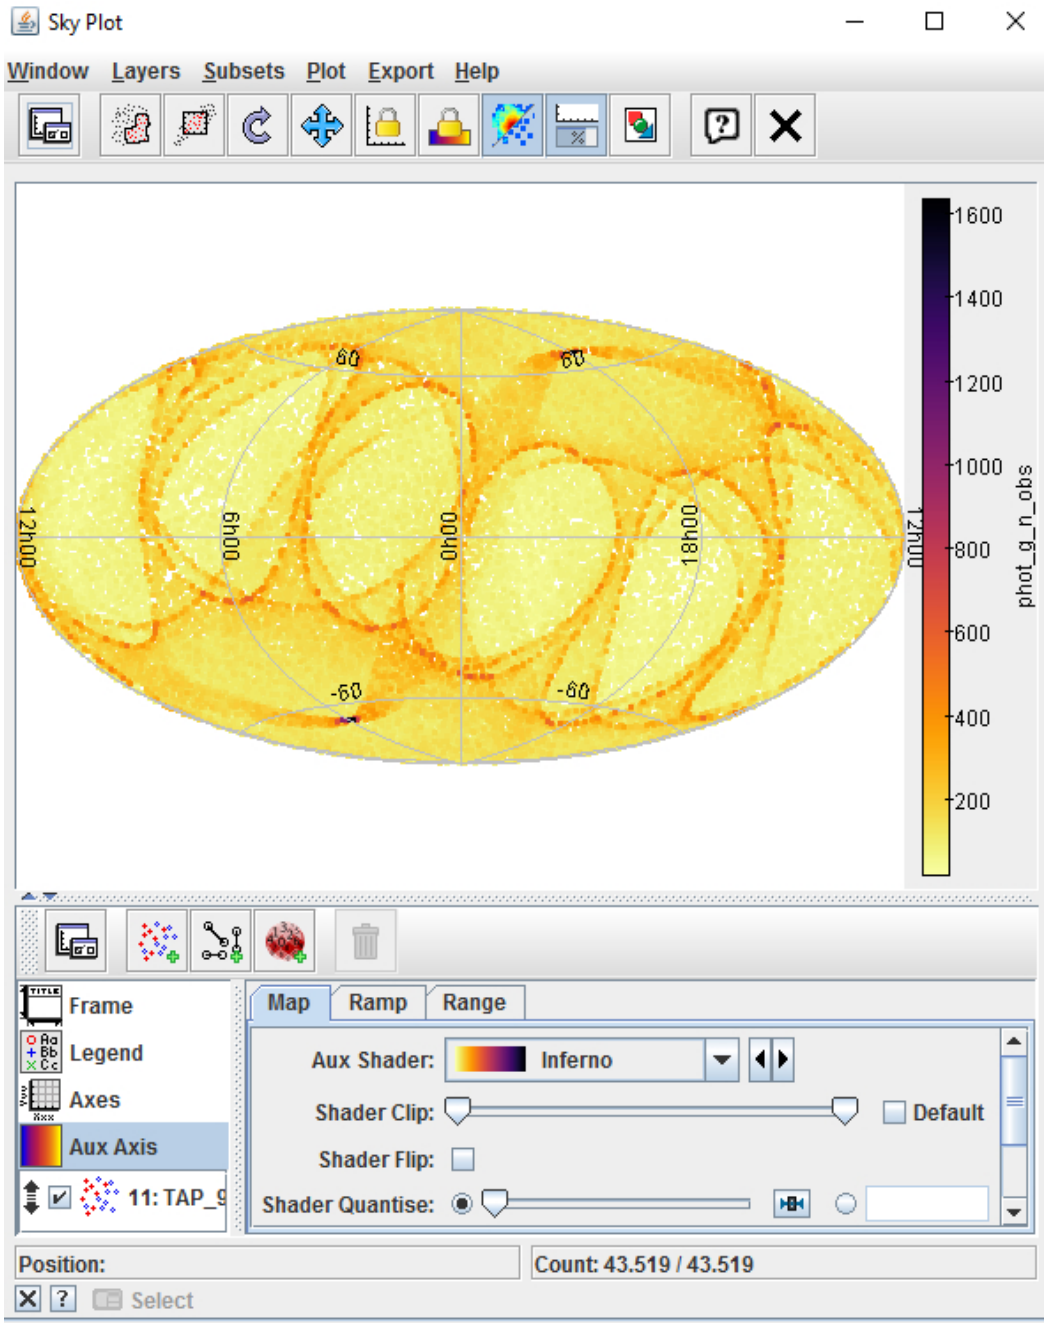 Sky Plot
Window Layers Subsets Plot Export Help
1600
1400
1200
1000
800
600
400
200
phot_g_n_obs
60
60
12h00
6h00
0h00
18h00
12h00
-60
-60
Frame
Legend
Axes
Aux Axis
11: TAP_9
Map Ramp Range
Aux Shader: Inferno
Shader Clip: Default
Shader Flip:
Shader Quantise:
Position:
Count: 43.519 / 43.519
Select